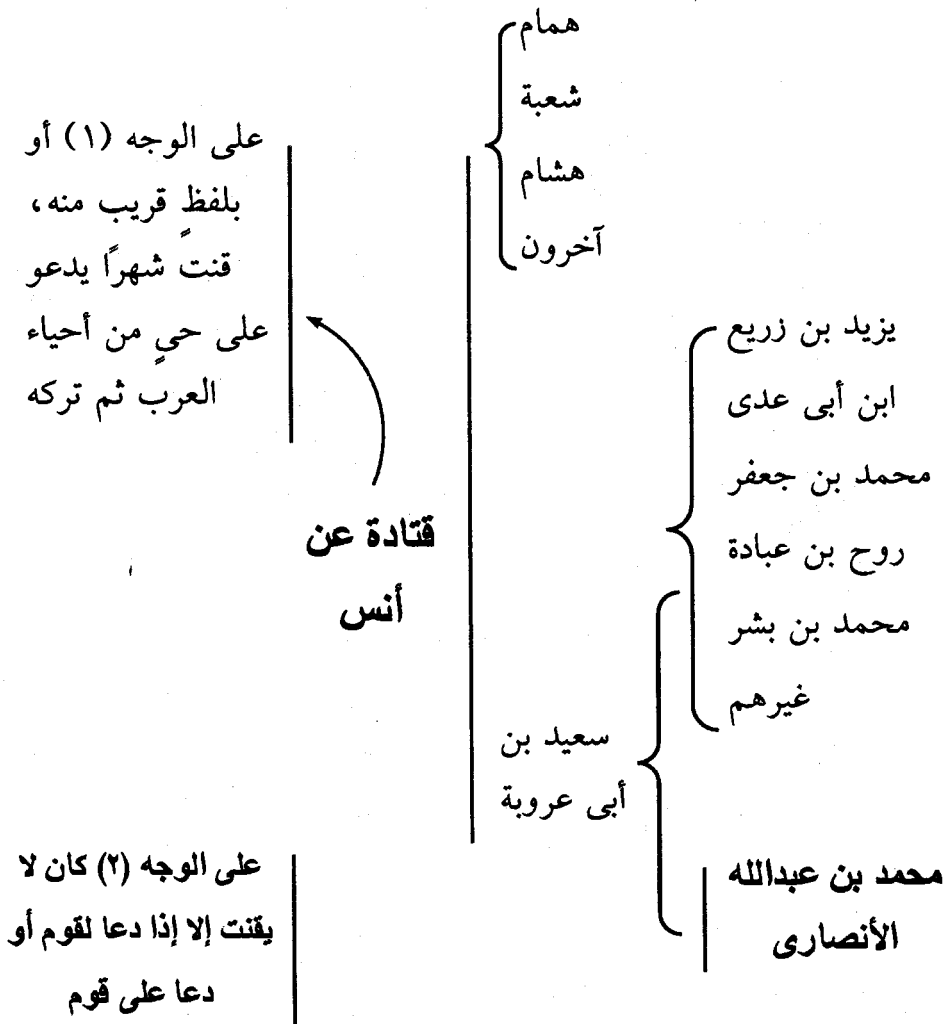 همام
شعبة
هشام
آخرون
يزيد بن زريع
ابن أبى عدى
محمد بن جعفر
روح بن عبادة
محمد بن بشر
غيرهم
سعيد بن
أبى عروبة
محمد بن عبدالله
الأنصارى
قتادة عن
أنس
على الوجه (١) أو
بلفظٍ قريبٍ منه،
قنت شهرًا يدعو
على حيٍ من أحياء
العرب ثم تركه
على الوجه (٢) كان لا
يقنت إلا إذا دعا لقوم أو
دعا على قوم